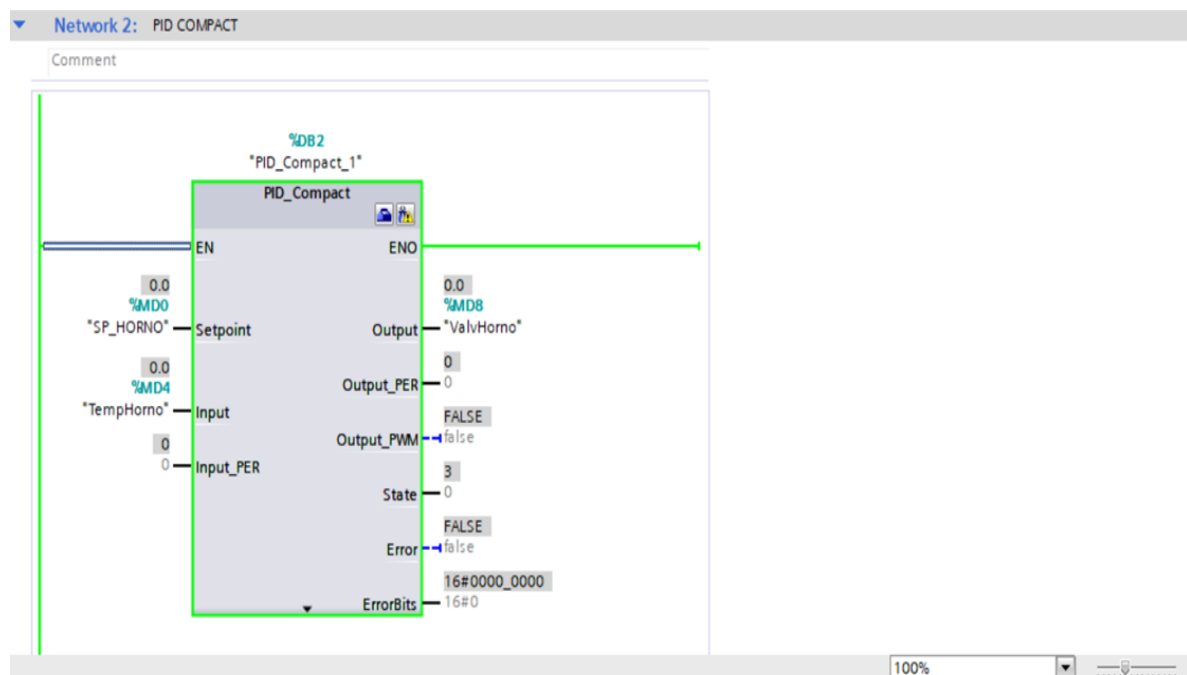 Network 2: PID COMPACT
Comment
%DB2
"PID_Compact_1"
PID_Compact
EN ENO
0.0 0.0
%MD0 %MD8
"SP_HORNO" Setpoint Output "ValvHorno"
0.0 0
%MD4 Output_PER 0
"TempHorno" Input FALSE
0 Output_PWM false
0 Input_PER 3
State 0
FALSE
Error false
16#0000_0000
ErrorBits 16#0
100%